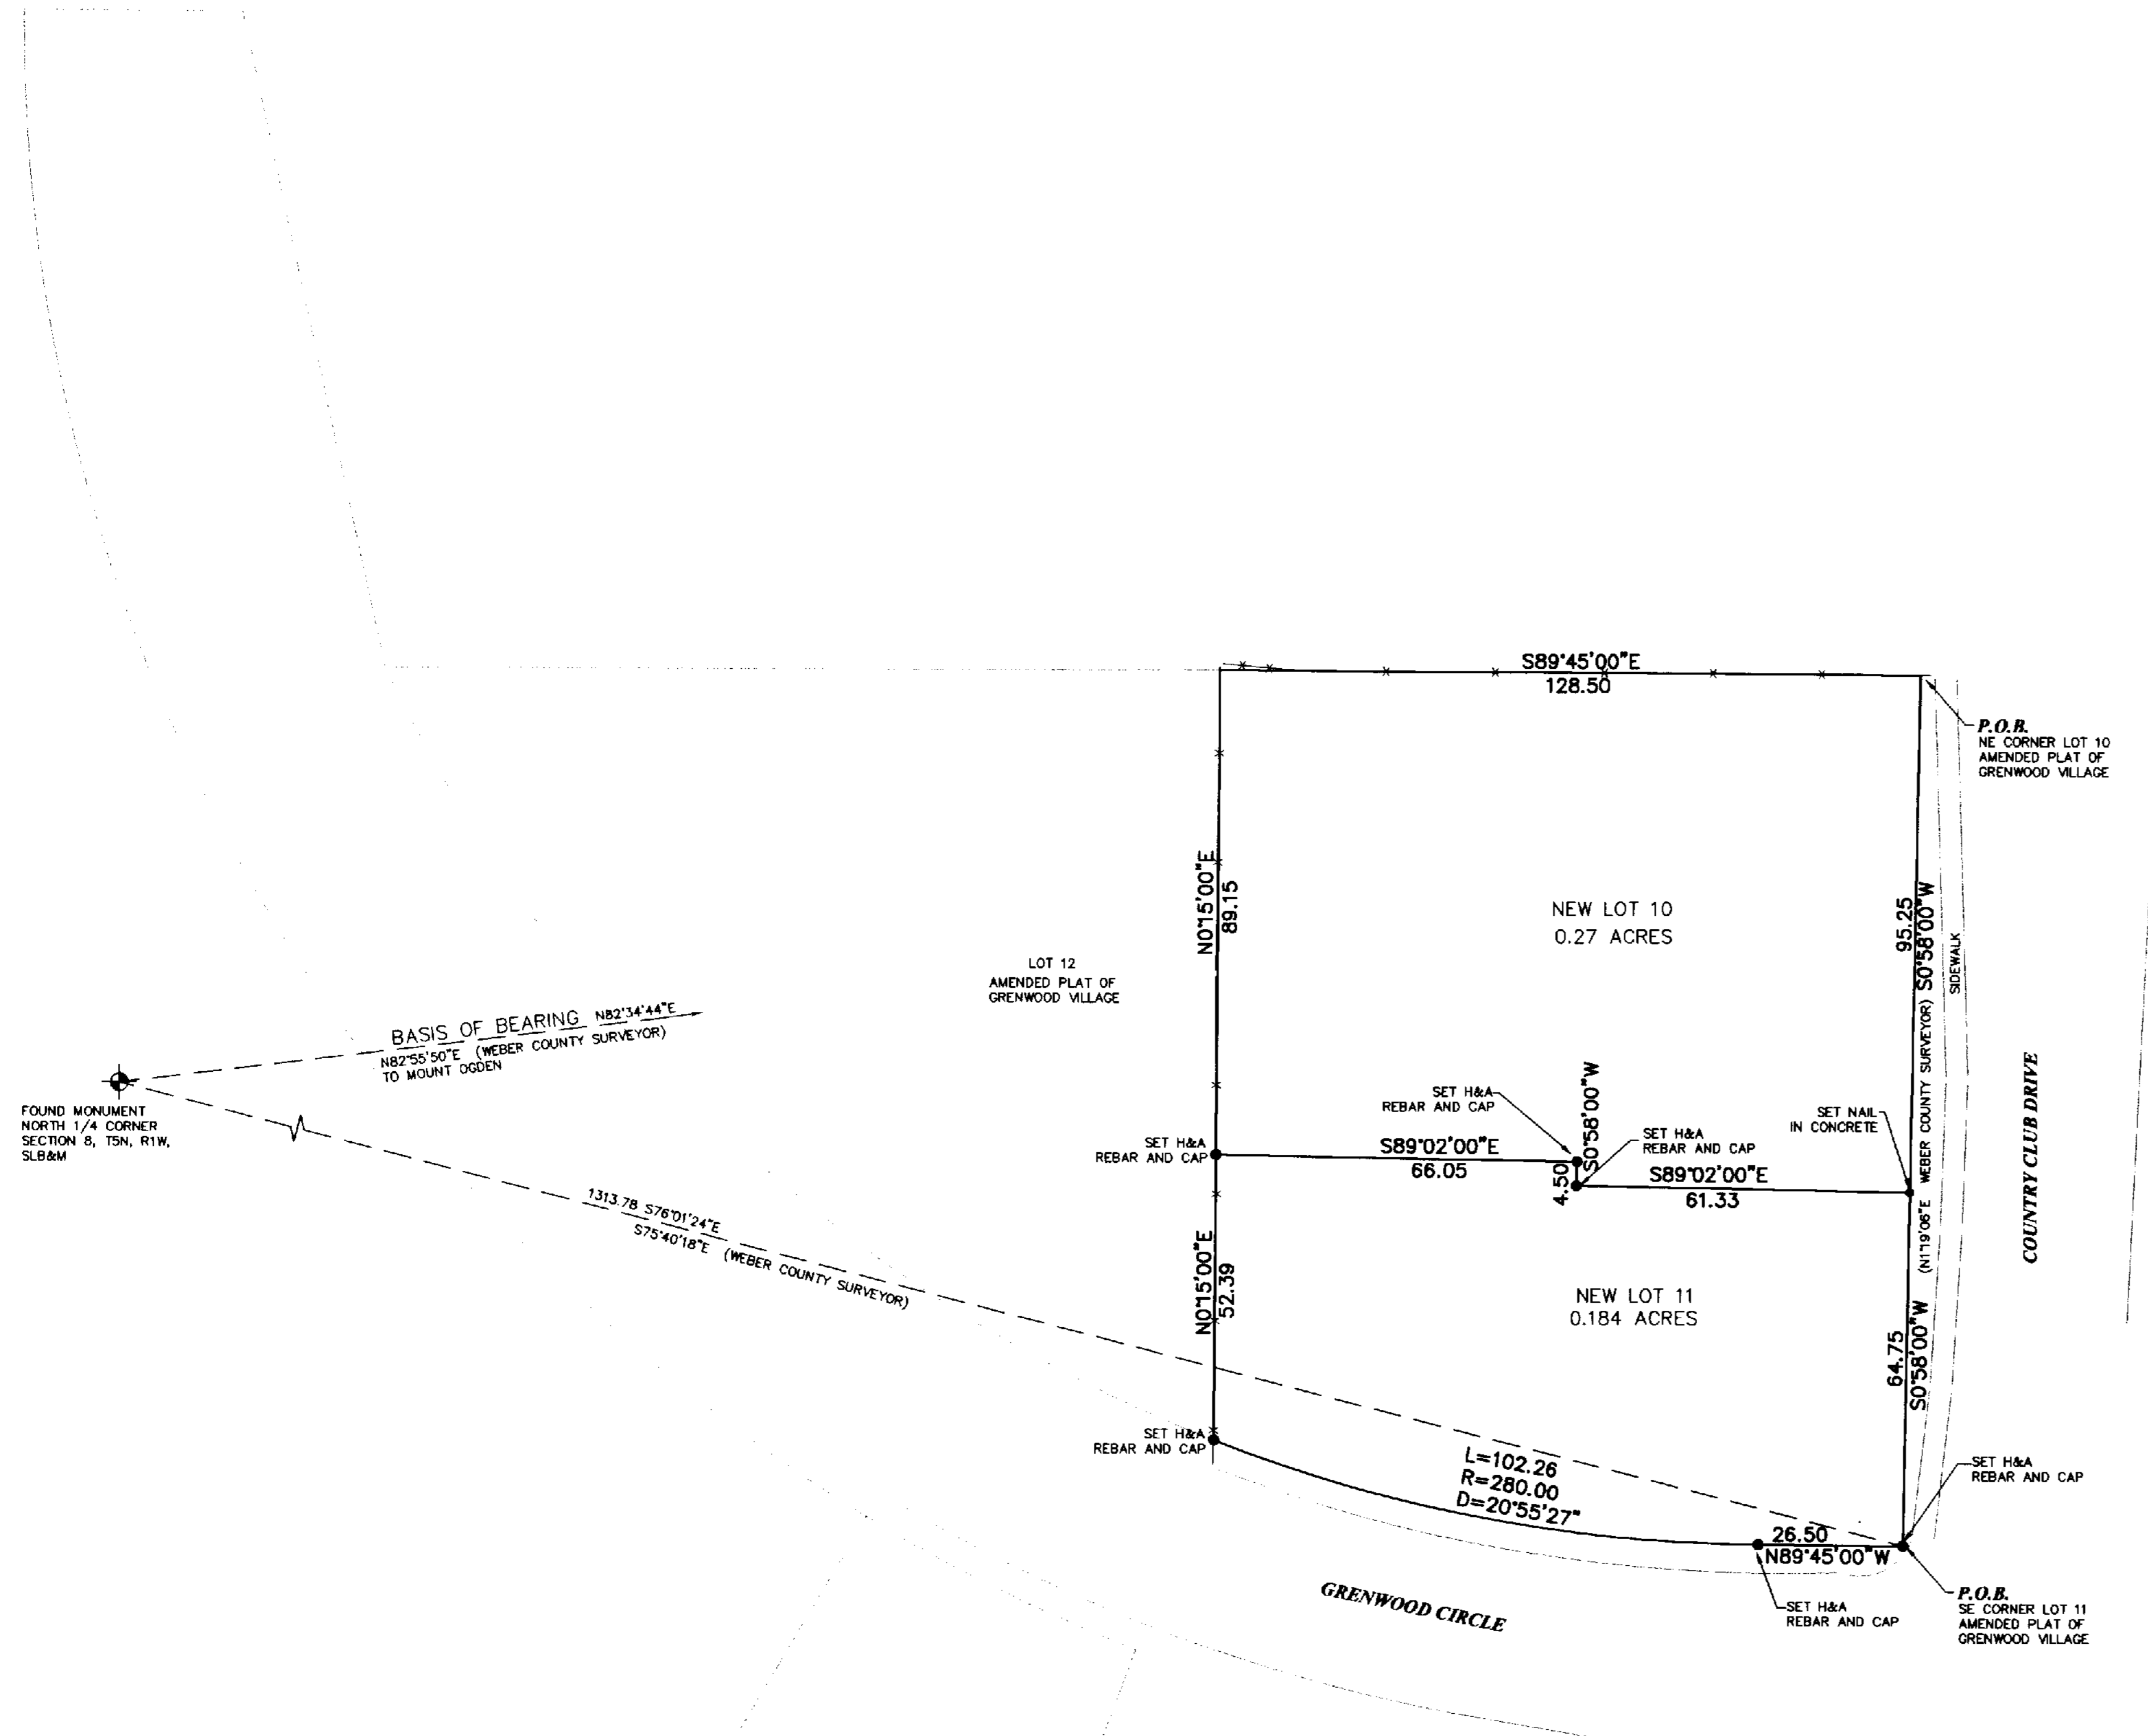 S89°45'00"E
128.50
P.O.B.
NE CORNER LOT 10
AMENDED PLAT OF
GRENWOOD VILLAGE
N0°15'00"E
89.15
NEW LOT 10
0.27 ACRES
95.25
S0°58'00"W
(N1°19'06"E WEBER COUNTY SURVEYOR)
SIDEWALK
COUNTRY CLUB DRIVE
LOT 12
AMENDED PLAT OF
GRENWOOD VILLAGE
BASIS OF BEARING N82°34'44"E
N82°55'50"E (WEBER COUNTY SURVEYOR)
TO MOUNT OGDEN
FOUND MONUMENT
NORTH 1/4 CORNER
SECTION 8, T5N, R1W,
SLB&M
SET H&A
REBAR AND CAP
S0°58'00"W
4.50
SET H&A
REBAR AND CAP
SET NAIL
IN CONCRETE
SET H&A
REBAR AND CAP
S89°02'00"E
66.05
S89°02'00"E
61.33
1313.78 S76°01'24"E
S75°40'18"E (WEBER COUNTY SURVEYOR)
N0°15'00"E
52.39
NEW LOT 11
0.184 ACRES
64.75
S0°58'00"W
SET H&A
REBAR AND CAP
L=102.26
R=280.00
D=20°55'27"
SET H&A
REBAR AND CAP
26.50
N89°45'00"W
SET H&A
REBAR AND CAP
P.O.B.
SE CORNER LOT 11
AMENDED PLAT OF
GRENWOOD VILLAGE
GRENWOOD CIRCLE